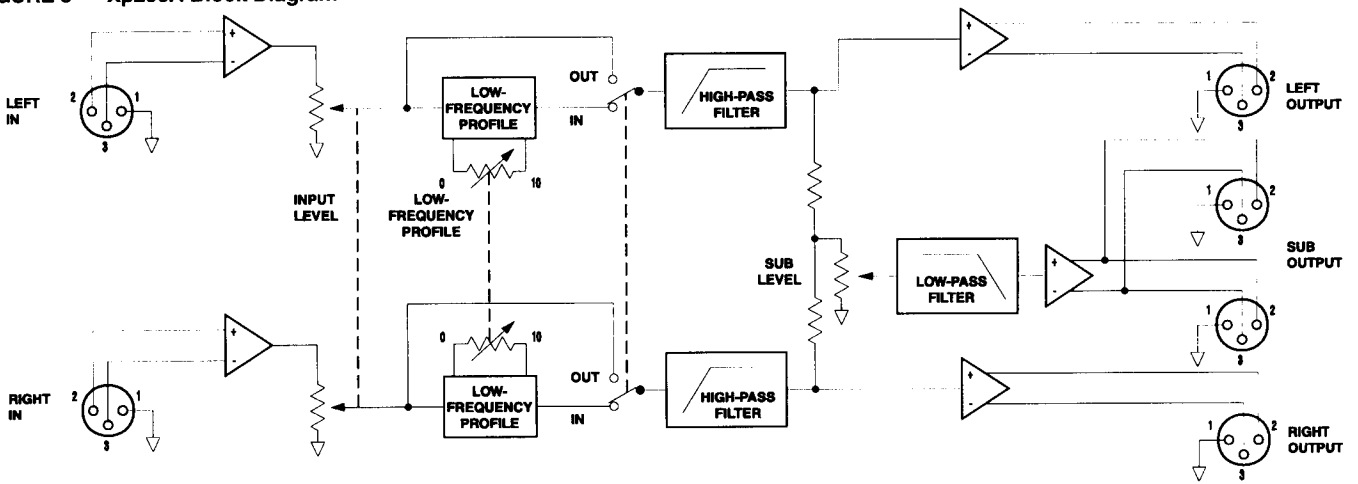 Block Diagram
LEFT
IN
2
1
3
+
-
INPUT
LEVEL
LOW-
FREQUENCY
PROFILE
0
10
LOW-
FREQUENCY
PROFILE
OUT
IN
HIGH-PASS
FILTER
+
-
1
2
3
LEFT
OUTPUT
SUB
LEVEL
LOW-PASS
FILTER
+
-
1
2
3
SUB
OUTPUT
1
2
3
RIGHT
IN
2
1
3
+
-
0
10
LOW-
FREQUENCY
PROFILE
OUT
IN
HIGH-PASS
FILTER
+
-
1
2
3
RIGHT
OUTPUT